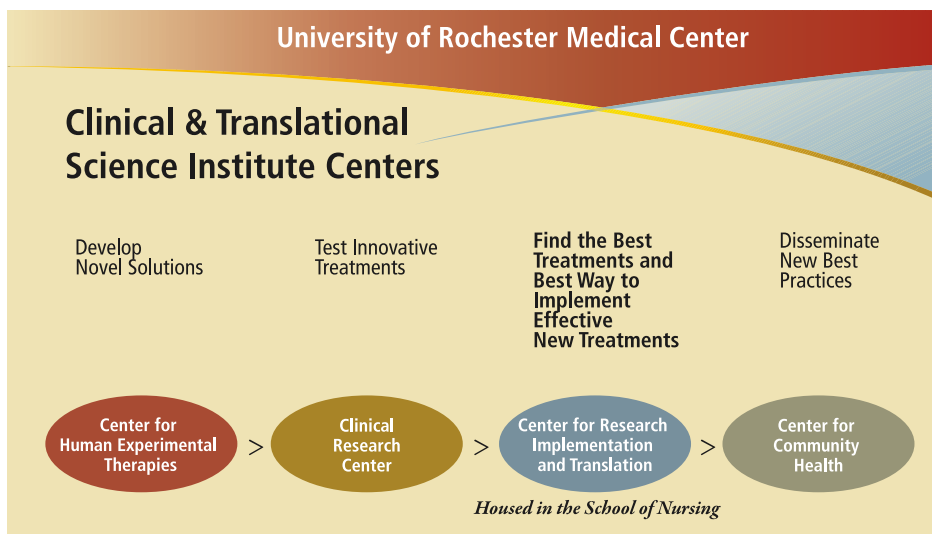 University of Rochester Medical Center
Clinical & Translational
Science Institute Centers
Develop
Novel Solutions
Test Innovative
Treatments
Find the Best
Treatments and
Best Way to
Implement
Effective
New Treatments
Disseminate
New Best
Practices
Center for
Human Experimental
Therapies
>
Clinical
Research
Center
>
Center for Research
Implementation
and Translation
>
Center for
Community
Health
Housed in the School of Nursing